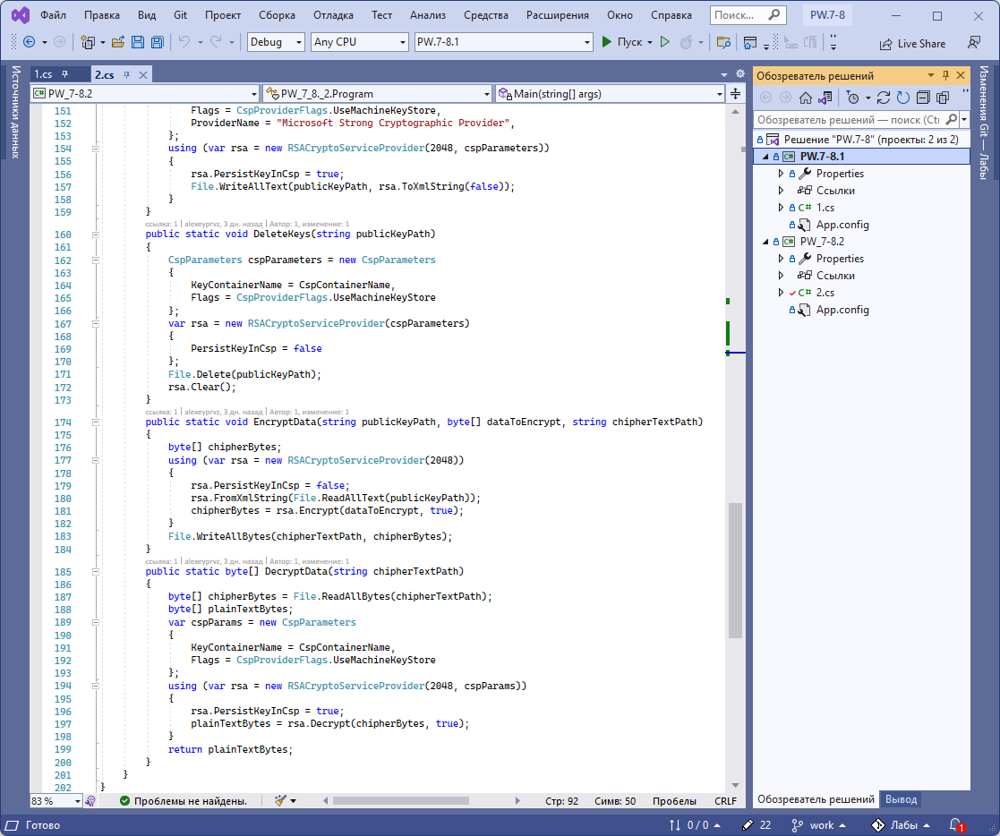 Файл Правка Вид Git Проект Сборка Отладка Тест Анализ Средства Расширения Окно Справка Поиск... PW.7-8
Debug Any CPU PW.7-8.1 Пуск Live Share
Источники данных
1.cs 2.cs
PW_7-8.2 PW_7_8._2.Program Main(string[] args)
151 Flags = CspProviderFlags.UseMachineKeyStore,
152 ProviderName = "Microsoft Strong Cryptographic Provider",
153 };
154 using (var rsa = new RSACryptoServiceProvider(2048, cspParameters))
155 {
156 rsa.PersistKeyInCsp = true;
157 File.WriteAllText(publicKeyPath, rsa.ToXmlString(false));
158 }
159 }
ссылка: 1 | alexeyprvz, 3 дн. назад | Автор: 1, изменение: 1
160 public static void DeleteKeys(string publicKeyPath)
161 {
162 CspParameters cspParameters = new CspParameters
163 {
164 KeyContainerName = CspContainerName,
165 Flags = CspProviderFlags.UseMachineKeyStore
166 };
167 var rsa = new RSACryptoServiceProvider(cspParameters)
168 {
169 PersistKeyInCsp = false
170 };
171 File.Delete(publicKeyPath);
172 rsa.Clear();
173 }
ссылка: 1 | alexeyprvz, 3 дн. назад | Автор: 1, изменение: 1
174 public static void EncryptData(string publicKeyPath, byte[] dataToEncrypt, string chipherTextPath)
175 {
176 byte[] chipherBytes;
177 using (var rsa = new RSACryptoServiceProvider(2048))
178 {
179 rsa.PersistKeyInCsp = false;
180 rsa.FromXmlString(File.ReadAllText(publicKeyPath));
181 chipherBytes = rsa.Encrypt(dataToEncrypt, true);
182 }
183 File.WriteAllBytes(chipherTextPath, chipherBytes);
184 }
ссылка: 1 | alexeyprvz, 3 дн. назад | Автор: 1, изменение: 1
185 public static byte[] DecryptData(string chipherTextPath)
186 {
187 byte[] chipherBytes = File.ReadAllBytes(chipherTextPath);
188 byte[] plainTextBytes;
189 var cspParams = new CspParameters
190 {
191 KeyContainerName = CspContainerName,
192 Flags = CspProviderFlags.UseMachineKeyStore
193 };
194 using (var rsa = new RSACryptoServiceProvider(2048, cspParams))
195 {
196 rsa.PersistKeyInCsp = true;
197 plainTextBytes = rsa.Decrypt(chipherBytes, true);
198 }
199 return plainTextBytes;
200 }
201 }
202 }
83 % Проблемы не найдены. Стр: 92 Симв: 50 Пробелы CRLF
Обозреватель решений
Обозреватель решений — поиск (Ct
Решение "PW.7-8" (проекты: 2 из 2)
PW.7-8.1
Properties
Ссылки
C# 1.cs
App.config
C# PW_7-8.2
Properties
Ссылки
C# 2.cs
App.config
Обозреватель решений Вывод
Изменения Git — Лабы
Готово 0 / 0 22 work Лабы 1